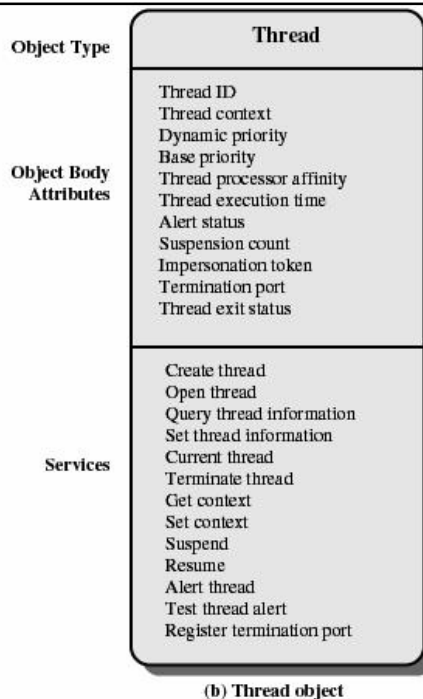 Object Type
Thread
Object Body
Attributes
Thread ID
Thread context
Dynamic priority
Base priority
Thread processor affinity
Thread execution time
Alert status
Suspension count
Impersonation token
Termination port
Thread exit status
Services
Create thread
Open thread
Query thread information
Set thread information
Current thread
Terminate thread
Get context
Set context
Suspend
Resume
Alert thread
Test thread alert
Register termination port
(b) Thread object